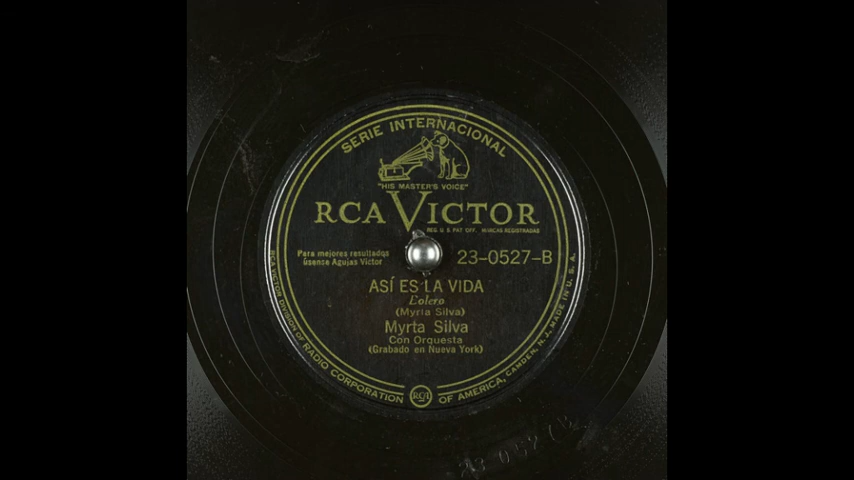 SERIE INTERNACIONAL
"HIS MASTER'S VOICE"
RCA VICTOR
REG. U S PAT OFF. MARCAS REGISTRADAS
Para mejores resultados
úsense Agujas Victor
23-0527-B
ASÍ ES LA VIDA
Bolero
(Myrta Silva)
Myrta Silva
Con Orquesta
(Grabado en Nueva York)
RCA VICTOR DIVISION OF RADIO CORPORATION OF AMERICA, CAMDEN, N. J. MADE IN U. S. A.
RCA